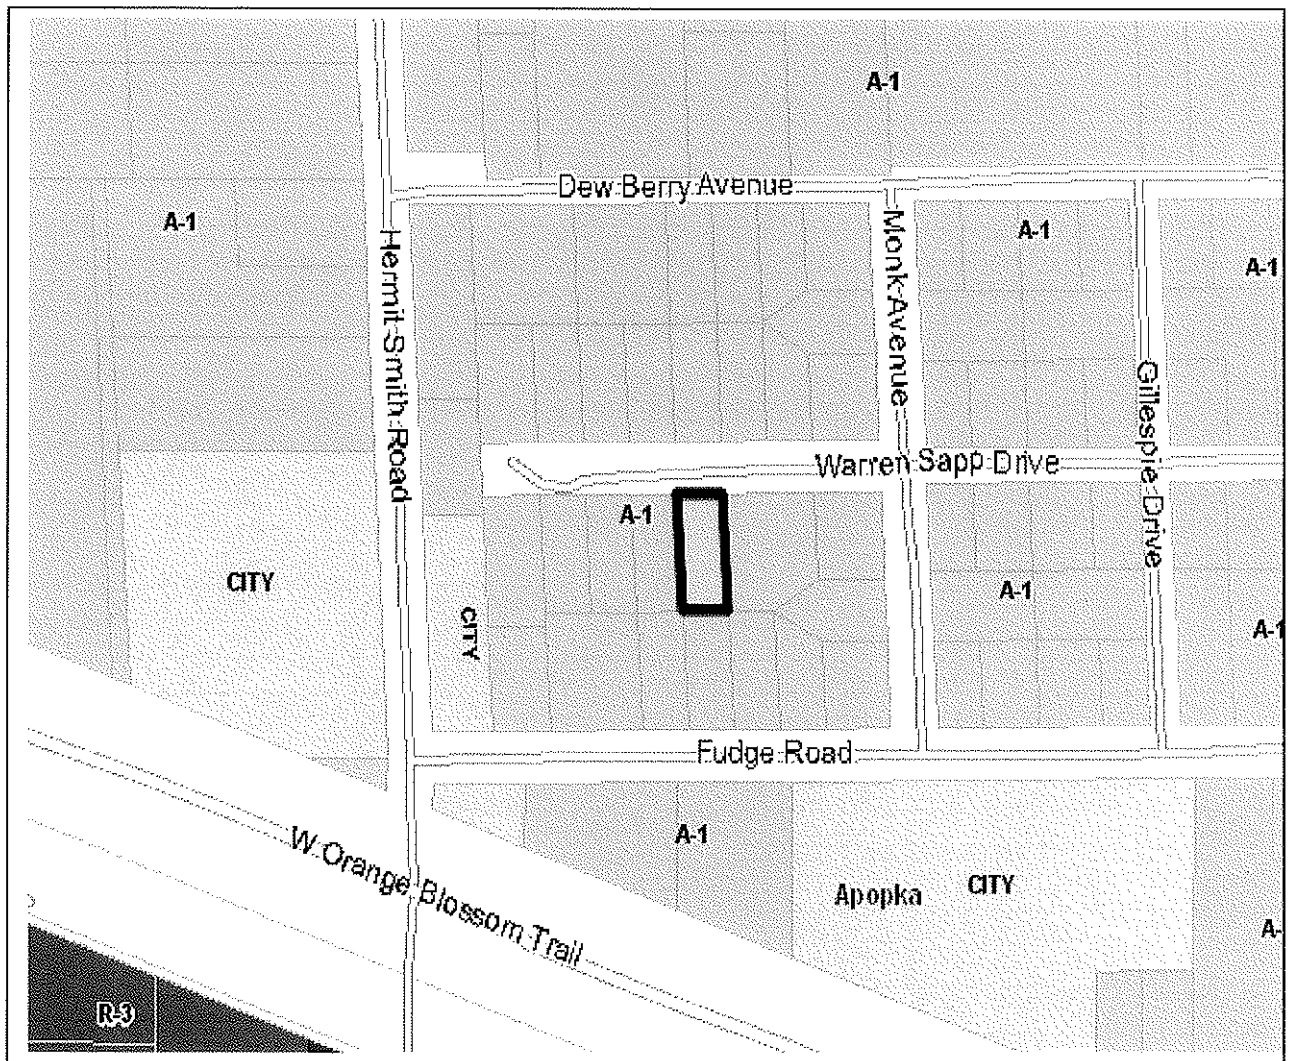 A-1
Dew Berry Avenue
A-1
A-1
A-1
Hermit Smith Road
Monk Avenue
Gillespie Drive
Warren Sapp Drive
A-1
CITY
CITY
A-1
A-1
Fudge Road
A-1
W Orange Blossom Trail
Apopka
CITY
A-
R-3